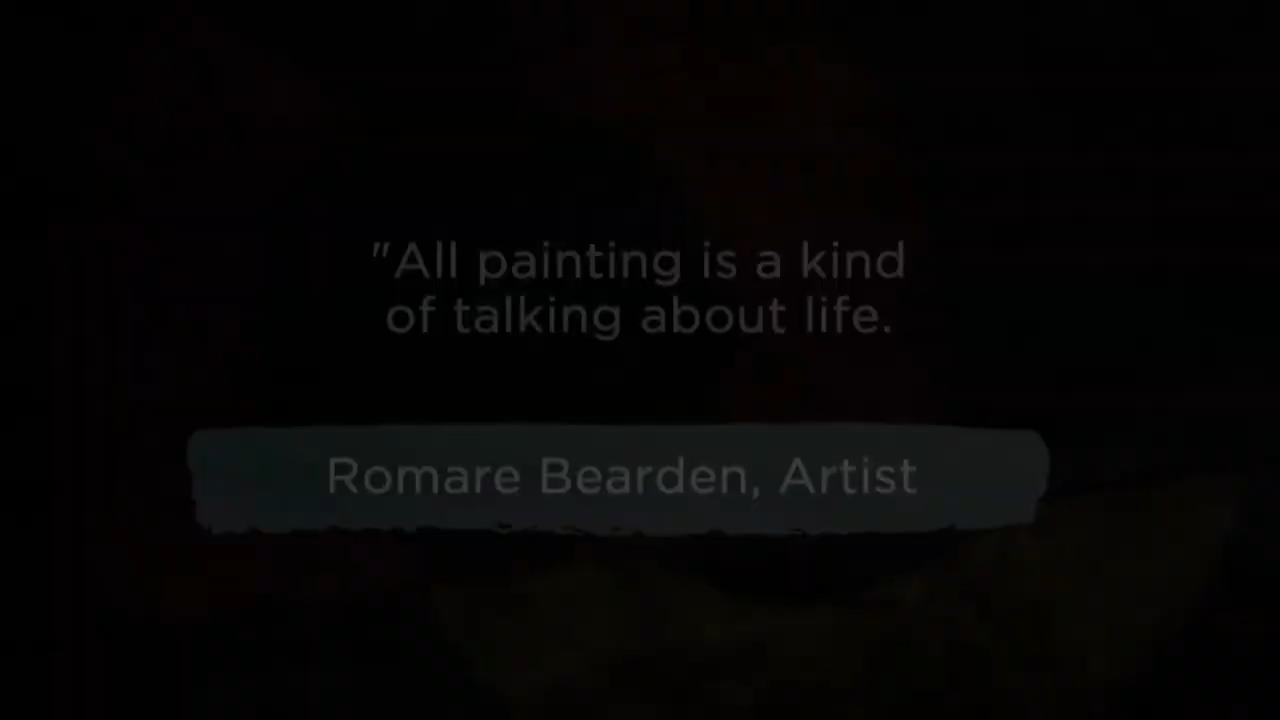 "All painting is a kind
of talking about life.
Romare Bearden, Artist